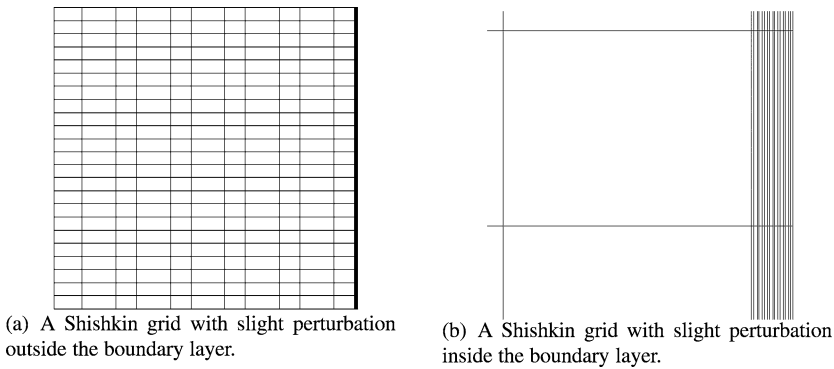 (a) A Shishkin grid with slight perturbation
outside the boundary layer.
(b) A Shishkin grid with slight perturbation
inside the boundary layer.